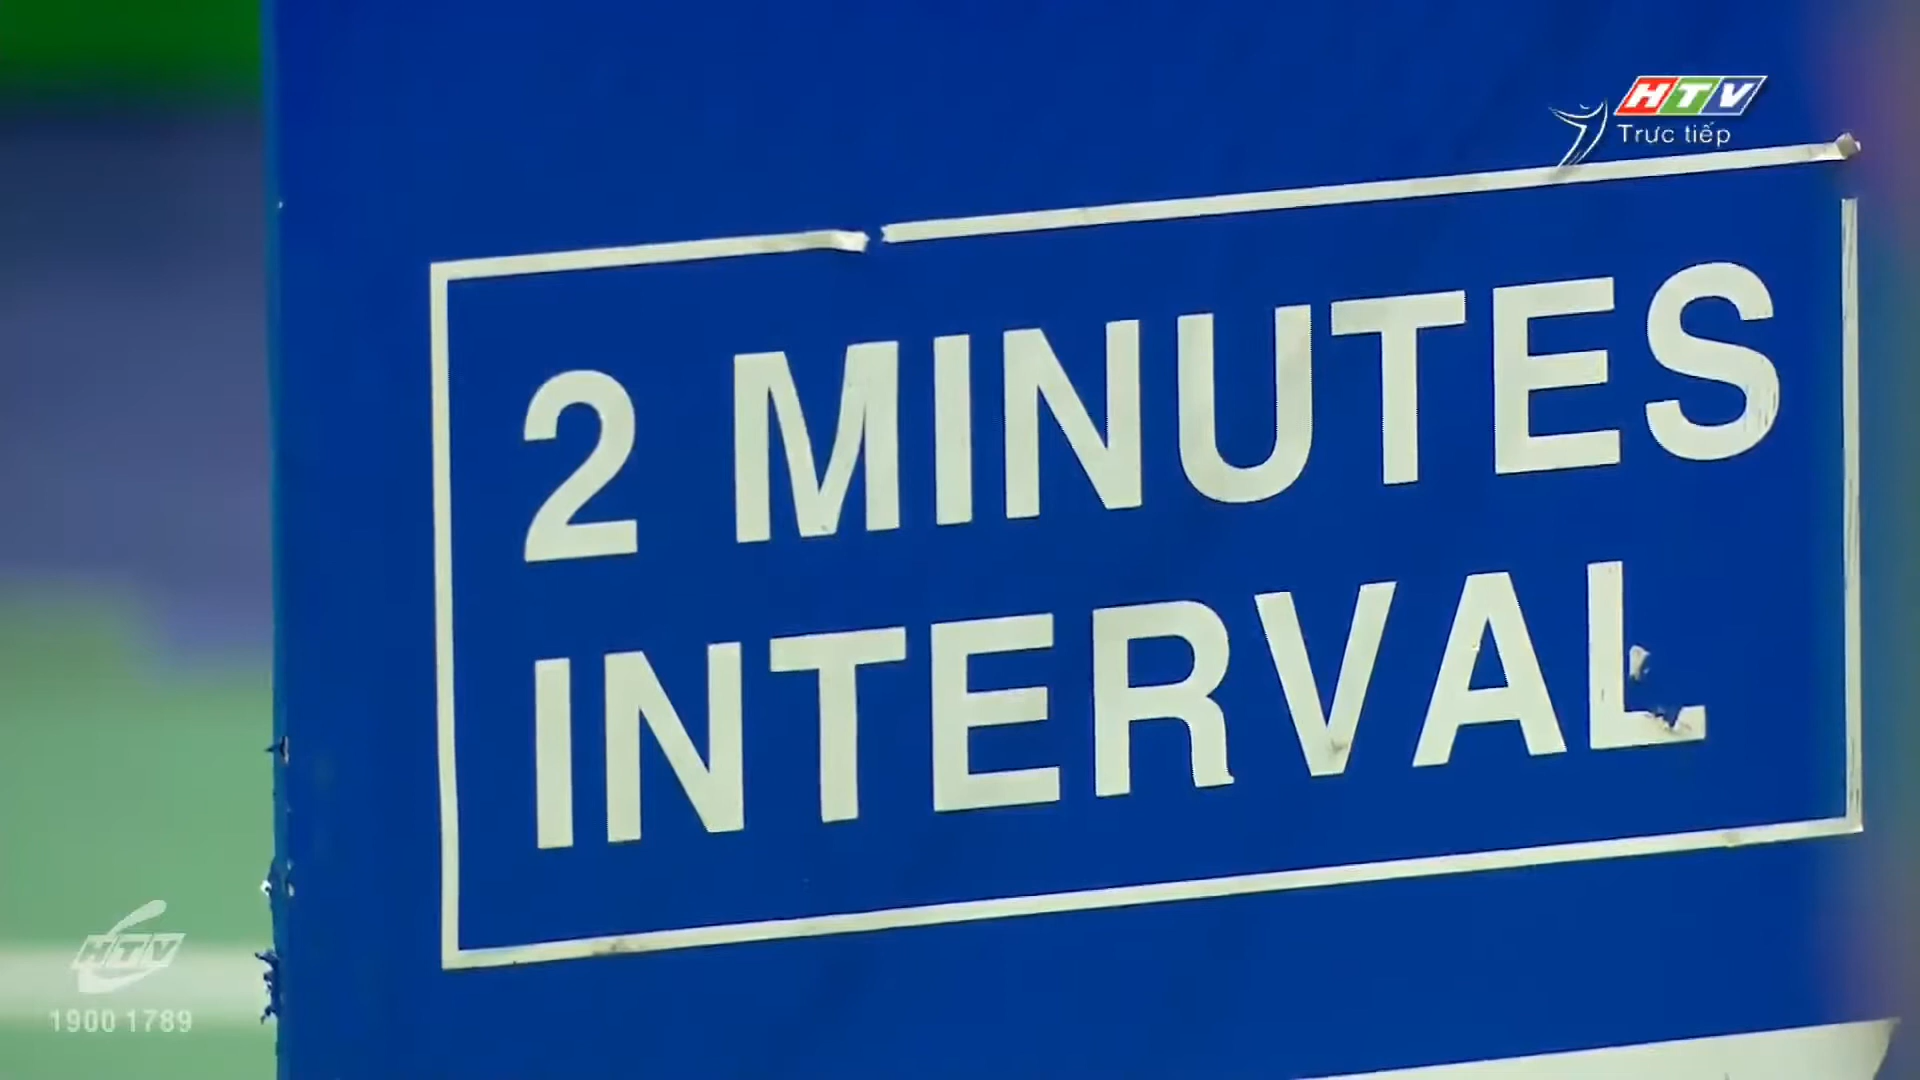 HTV
Trực tiếp
2 MINUTES
INTERVAL
HTV
1900 1789